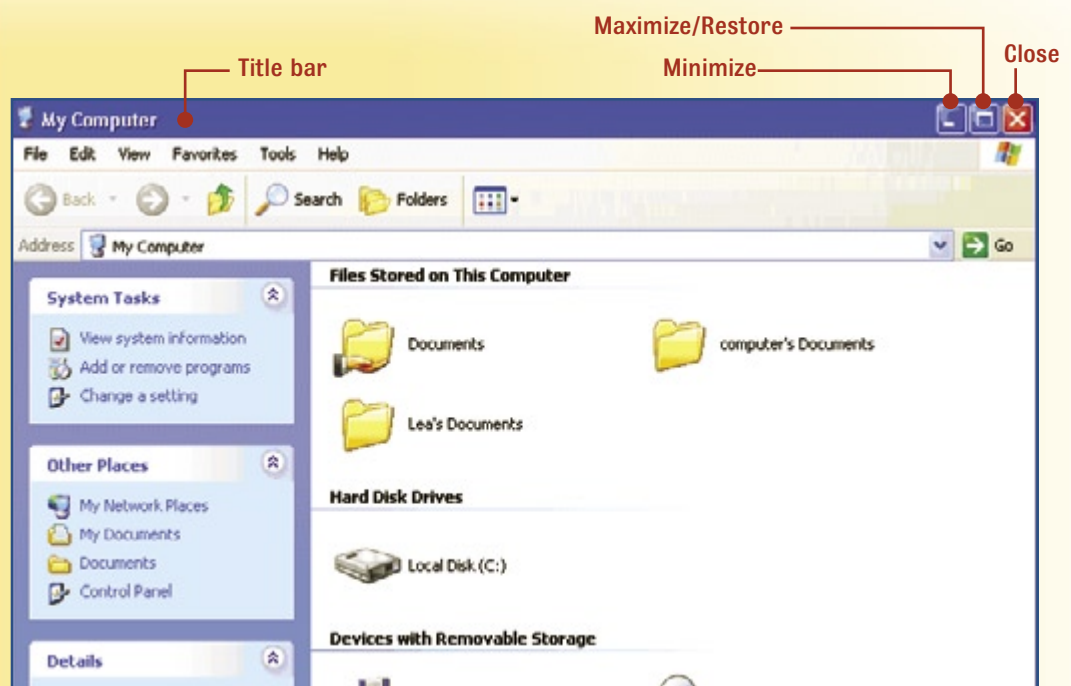 Maximize/Restore
Close
Title bar
Minimize
My Computer
File Edit View Favorites Tools Help
Back Search Folders
Address My Computer Go
Files Stored on This Computer
System Tasks
View system information
Add or remove programs
Change a setting
Documents
computer's Documents
Lea's Documents
Other Places
My Network Places
My Documents
Documents
Control Panel
Hard Disk Drives
Local Disk (C:)
Devices with Removable Storage
Details